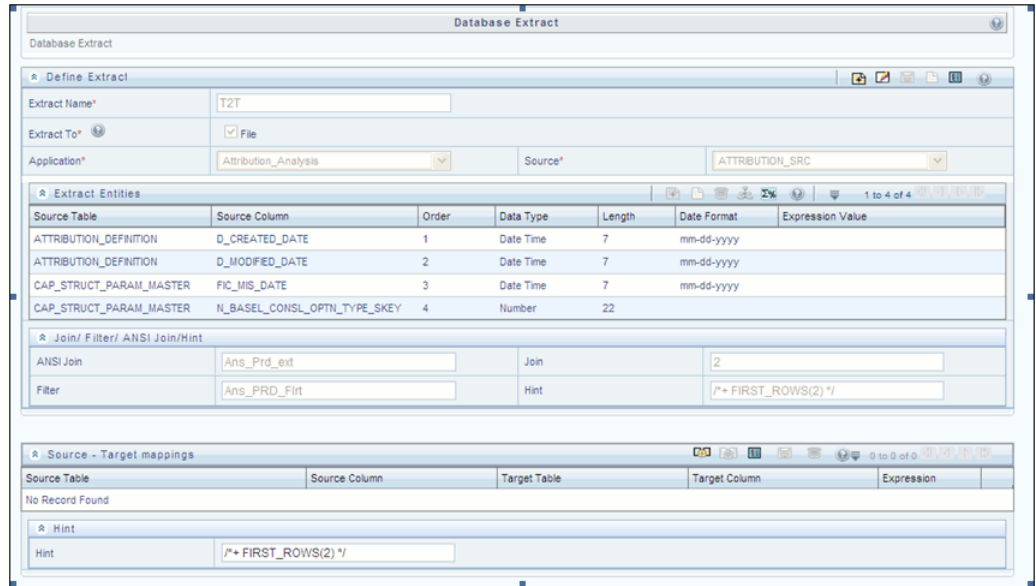 Database Extract
Database Extract
Define Extract
Extract Name* T2T
Extract To* File
Application* Attribution_Analysis Source* ATTRIBUTION_SRC
Extract Entities Σ% 1 to 4 of 4
Source Table Source Column Order Data Type Length Date Format Expression Value
ATTRIBUTION_DEFINITION D_CREATED_DATE 1 Date Time 7 mm-dd-yyyy
ATTRIBUTION_DEFINITION D_MODIFIED_DATE 2 Date Time 7 mm-dd-yyyy
CAP_STRUCT_PARAM_MASTER FIC_MIS_DATE 3 Date Time 7 mm-dd-yyyy
CAP_STRUCT_PARAM_MASTER N_BASEL_CONSL_OPTN_TYPE_SKEY 4 Number 22
Join/ Filter/ ANSI Join/Hint
ANSI Join Ans_Prd_ext Join 2
Filter Ans_PRD_Flrt Hint /*+ FIRST_ROWS(2) */
Source - Target mappings 0 to 0 of 0
Source Table Source Column Target Table Target Column Expression
No Record Found
Hint
Hint /*+ FIRST_ROWS(2) */